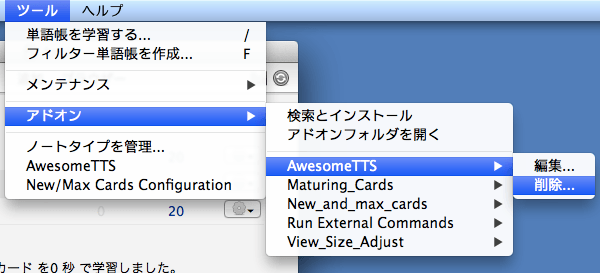 ツール ヘルプ
単語帳を学習する... /
フィルター単語帳を作成... F
メンテナンス
アドオン
検索とインストール
アドオンフォルダを開く
ノートタイプを管理...
AwesomeTTS
New/Max Cards Configuration
AwesomeTTS
編集...
削除...
Maturing_Cards
New_and_max_cards
Run External Commands
View_Size_Adjust
0 20
カード を0 秒 で学習しました。